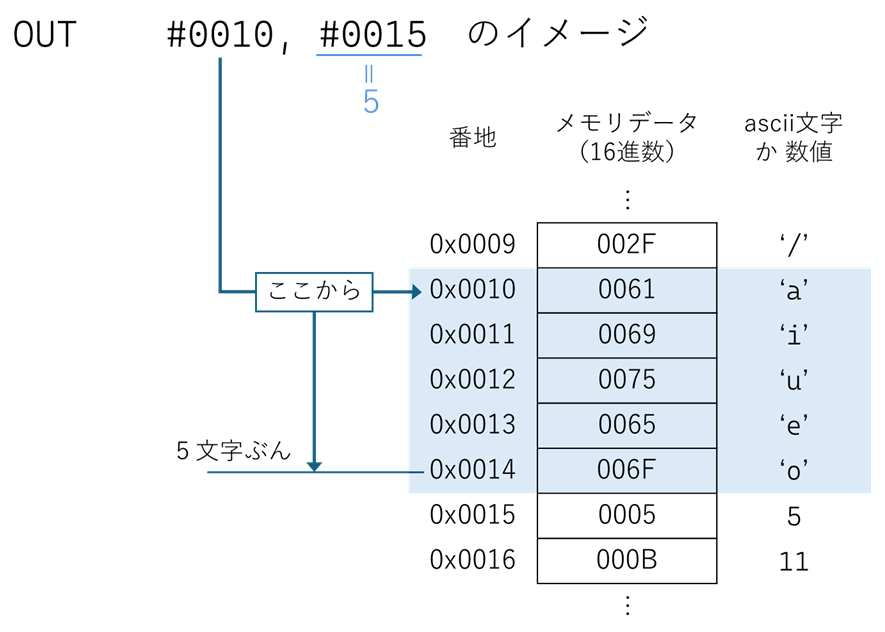 OUT #0010, #0015 のイメージ
=
5
番地 メモリデータ ascii文字
(16進数) か 数値
⋮
0x0009 002F ‘/’
ここから 0x0010 0061 ‘a’
0x0011 0069 ‘i’
0x0012 0075 ‘u’
0x0013 0065 ‘e’
5文字ぶん 0x0014 006F ‘o’
0x0015 0005 5
0x0016 000B 11
⋮